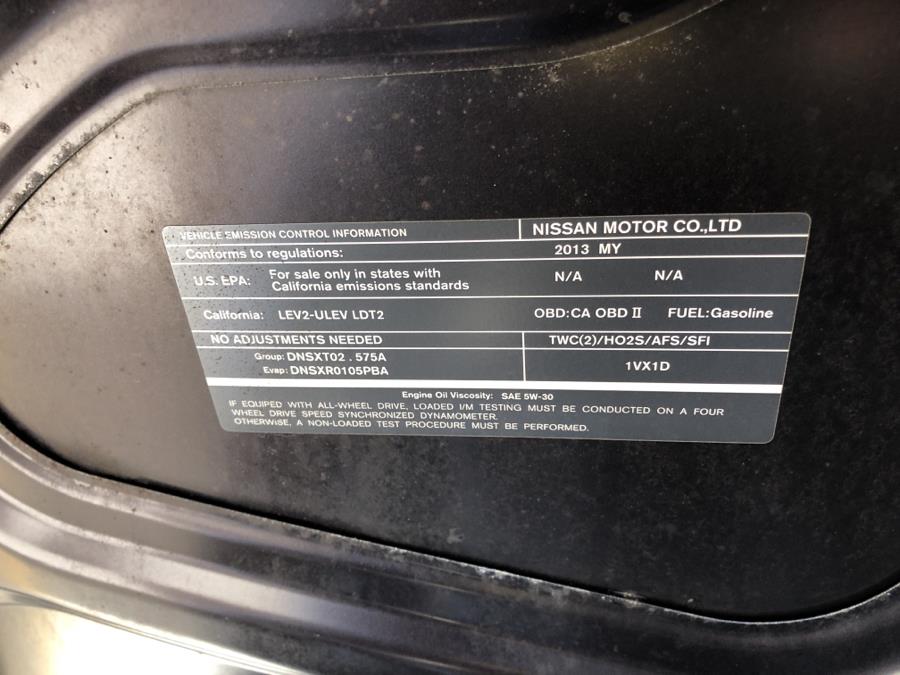 VEHICLE EMISSION CONTROL INFORMATION
NISSAN MOTOR CO.,LTD
Conforms to regulations:
2013 MY
U.S. EPA:
For sale only in states with
California emissions standards
N/A
N/A
California: LEV2-ULEV LDT2
OBD:CA OBD II
FUEL:Gasoline
NO ADJUSTMENTS NEEDED
TWC(2)/HO2S/AFS/SFI
Group: DNSXT02 . 575A
Evap: DNSXR0105PBA
1VX1D
Engine Oil Viscosity: SAE 5W-30
IF EQUIPED WITH ALL-WHEEL DRIVE, LOADED I/M TESTING MUST BE CONDUCTED ON A FOUR
WHEEL DRIVE SPEED SYNCHRONIZED DYNAMOMETER.
OTHERWISE, A NON-LOADED TEST PROCEDURE MUST BE PERFORMED.